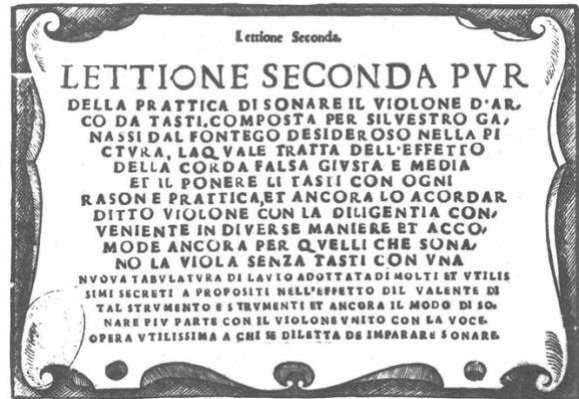 Lettione Seconda.
LETTIONE SECONDA PVR
DELLA PRATTICA DI SONARE IL VIOLONE D'AR,
CO DA TASTI,COMPOSTA PER SILVESTRO GA,
NASSI DAL FONTEGO DESIDEROSO NELLA PI
CTVRA, LAQVALE TRATTA DELL'EFFETTO
DELLA CORDA FALSA GIVSTA E MEDIA
ET IL PONERE LI TASTI CON OGNI
RASON E PRATTICA,ET ANCORA LO ACORDAR
DITTO VIOLONE CON LA DILIGENTIA CON,
VENIENTE IN DIVERSE MANIERE ET ACCO,
MODE ANCORA PER QVELLI CHE SONA,
NO LA VIOLA SENZA TASTI CON VNA
NVOVA TABVLATVRA DI LAVTO ADOTTATA DI MOLTI ET VTILIS
SIMI SECRETI A PROPOSITI NELL'EFFETTO DIL VALENTE DI
TAL STRVMENTO E STRVMENTI ET ANCORA IL MODO DI SO,
NARE PIV PARTE CON IL VIOLONE VNITO CON LA VOCE.
OPERA VTILISSIMA A CHI SE DILETTA DE IMPARARE SONARE.